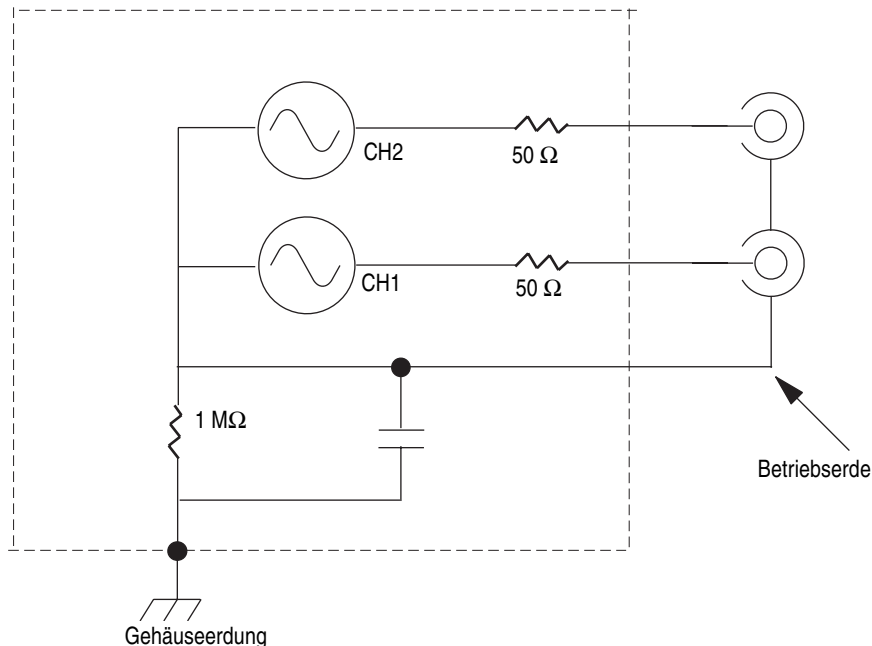 CH2
50 Ω
CH1
50 Ω
1 MΩ
Betriebserde
Gehäuseerdung